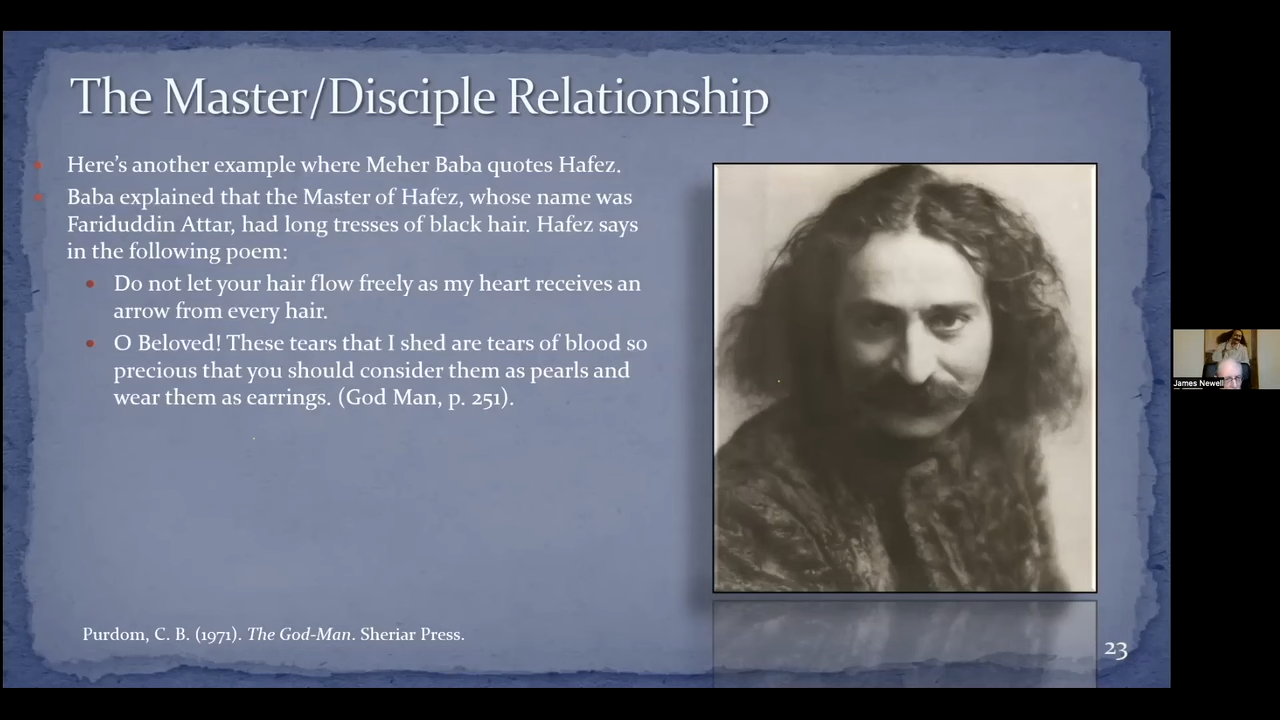 The Master/Disciple Relationship
Here’s another example where Meher Baba quotes Hafez.
Baba explained that the Master of Hafez, whose name was
Fariduddin Attar, had long tresses of black hair. Hafez says
in the following poem:
Do not let your hair flow freely as my heart receives an
arrow from every hair.
O Beloved! These tears that I shed are tears of blood so
precious that you should consider them as pearls and
wear them as earrings. (God Man, p. 251).
James Newell
Purdom, C. B. (1971). The God-Man. Sheriar Press.
23